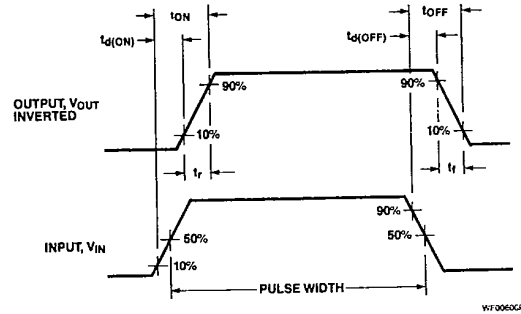 tON
tOFF
td(ON)
td(OFF)
OUTPUT, VOUT
INVERTED
90%
90%
10%
10%
tr
tf
INPUT, VIN
90%
50%
50%
10%
PULSE WIDTH